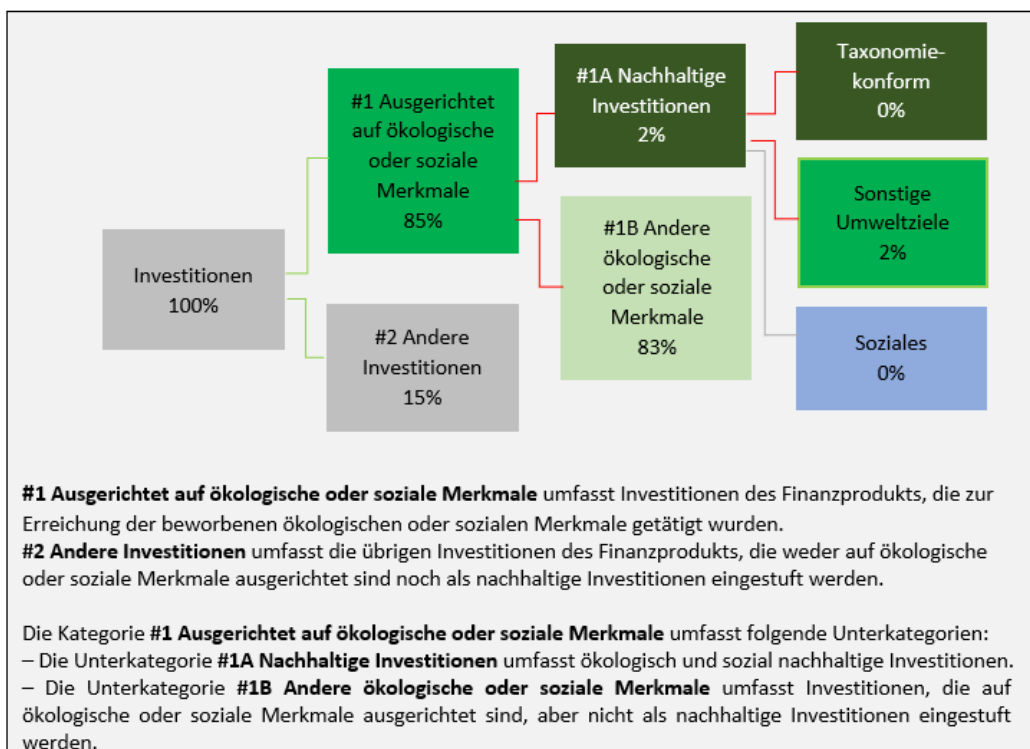 Investitionen
100%
#1 Ausgerichtet
auf ökologische
oder soziale
Merkmale
85%
#2 Andere
Investitionen
15%
#1A Nachhaltige
Investitionen
2%
#1B Andere
ökologische
oder soziale
Merkmale
83%
Taxonomie-
konform
0%
Sonstige
Umweltziele
2%
Soziales
0%
#1 Ausgerichtet auf ökologische oder soziale Merkmale umfasst Investitionen des Finanzprodukts, die zur
Erreichung der beworbenen ökologischen oder sozialen Merkmale getätigt wurden.
#2 Andere Investitionen umfasst die übrigen Investitionen des Finanzprodukts, die weder auf ökologische
oder soziale Merkmale ausgerichtet sind noch als nachhaltige Investitionen eingestuft werden.
Die Kategorie #1 Ausgerichtet auf ökologische oder soziale Merkmale umfasst folgende Unterkategorien:
– Die Unterkategorie #1A Nachhaltige Investitionen umfasst ökologisch und sozial nachhaltige Investitionen.
– Die Unterkategorie #1B Andere ökologische oder soziale Merkmale umfasst Investitionen, die auf
ökologische oder soziale Merkmale ausgerichtet sind, aber nicht als nachhaltige Investitionen eingestuft
werden.